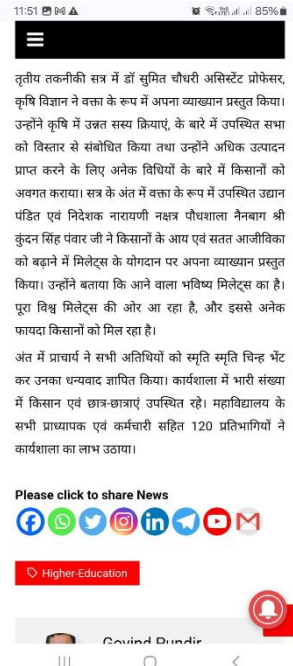 11:51
85%
तृतीय तकनीकी सत्र में डॉ सुमित चौधरी असिस्टेंट प्रोफेसर,
कृषि विज्ञान ने वक्ता के रूप में अपना व्याख्यान प्रस्तुत किया।
उन्होंने कृषि में उन्नत सस्य क्रियाएं, के बारे में उपस्थित सभा
को विस्तार से संबोधित किया तथा उन्होंने अधिक उत्पादन
प्राप्त करने के लिए अनेक विधियों के बारे में किसानों को
अवगत कराया। सत्र के अंत में वक्ता के रूप में उपस्थित उद्यान
पंडित एवं निदेशक नारायणी नक्षत्र पौधशाला नैनबाग श्री
कुंदन सिंह पंवार जी ने किसानों के आय एवं सतत आजीविका
को बढ़ाने में मिलेट्स के योगदान पर अपना व्याख्यान प्रस्तुत
किया। उन्होंने बताया कि आने वाला भविष्य मिलेट्स का है।
पूरा विश्व मिलेट्स की ओर आ रहा है, और इससे अनेक
फायदा किसानों को मिल रहा है।
अंत में प्राचार्य ने सभी अतिथियों को स्मृति स्मृति चिन्ह भेंट
कर उनका धन्यवाद ज्ञापित किया। कार्यशाला में भारी संख्या
में किसान एवं छात्र-छात्राएं उपस्थित रहे। महाविद्यालय के
सभी प्राध्यापक एवं कर्मचारी सहित 120 प्रतिभागियों ने
कार्यशाला का लाभ उठाया।
Please click to share News
Higher-Education
Govind Pundir